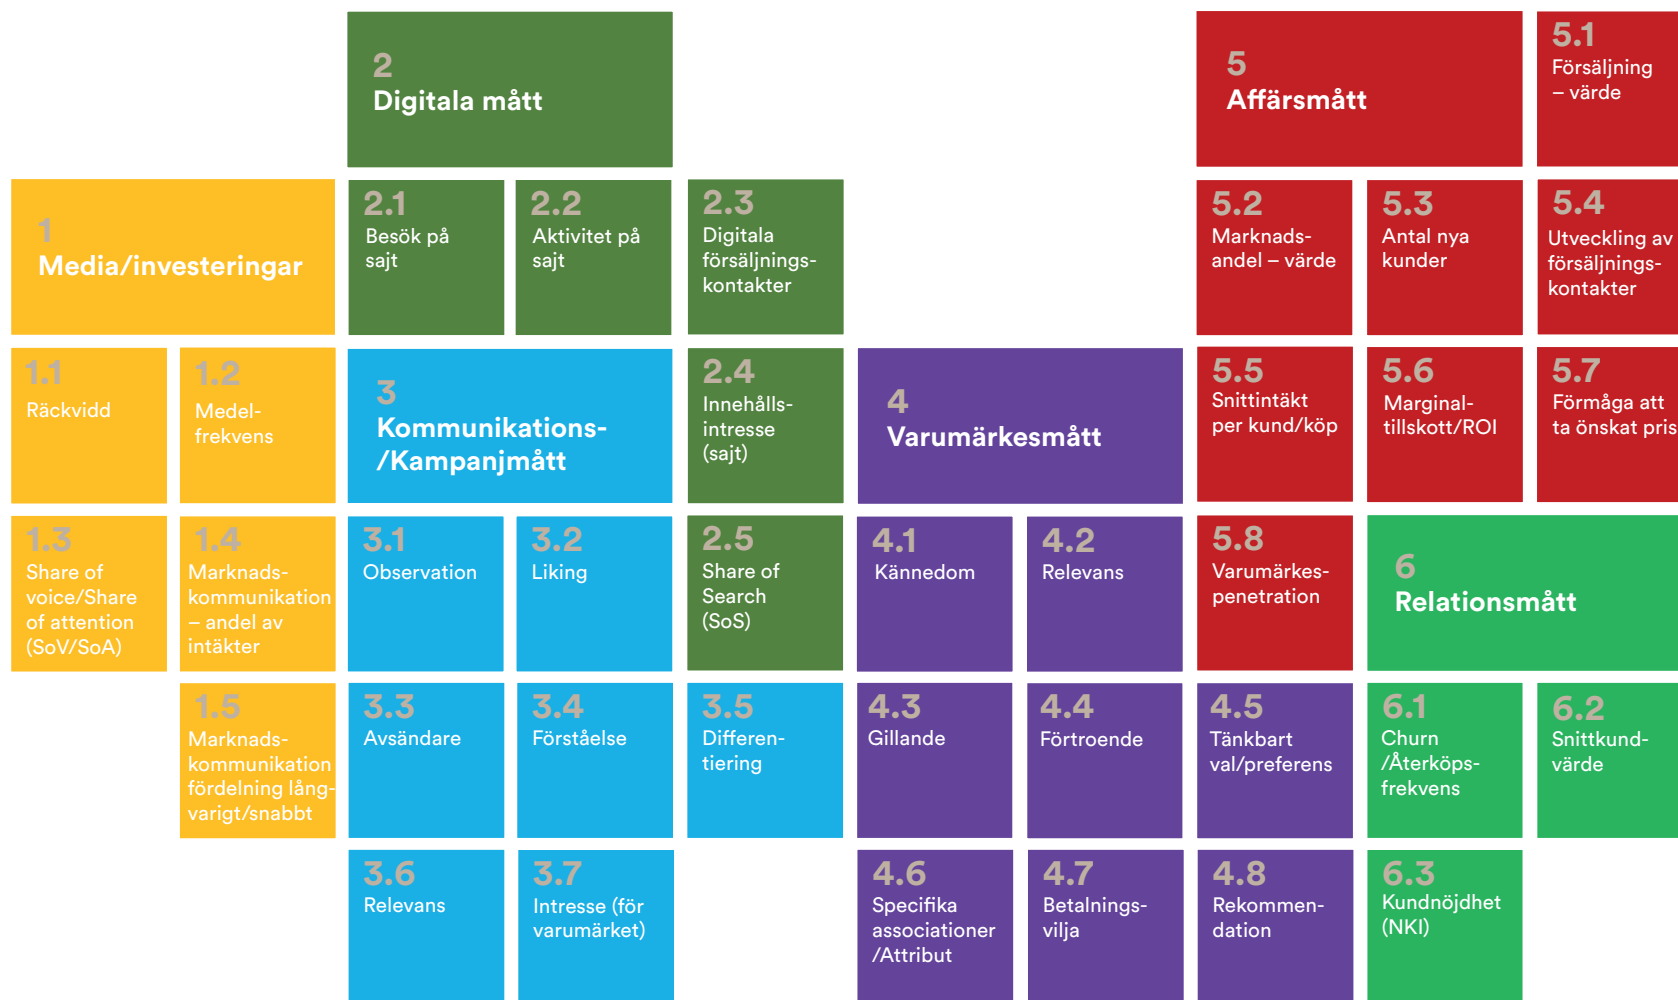 1
Media/investeringar
1.1
Räckvidd
1.2
Medel-
frekvens
1.3
Share of
voice/Share
of attention
(SoV/SoA)
1.4
Marknads-
kommunikation
– andel av
intäkter
1.5
Marknads-
kommunikation
fördelning lång-
varigt/snabbt
2
Digitala mått
2.1
Besök på
sajt
2.2
Aktivitet på
sajt
2.3
Digitala
försäljnings-
kontakter
2.4
Innehålls-
intresse
(sajt)
2.5
Share of
Search
(SoS)
3
Kommunikations-
/Kampanjmått
3.1
Observation
3.2
Liking
3.3
Avsändare
3.4
Förståelse
3.5
Differen-
tiering
3.6
Relevans
3.7
Intresse (för
varumärket)
4
Varumärkesmått
4.1
Kännedom
4.2
Relevans
4.3
Gillande
4.4
Förtroende
4.5
Tänkbart
val/preferens
4.6
Specifika
associationer
/Attribut
4.7
Betalnings-
vilja
4.8
Rekommen-
dation
5
Affärsmått
5.1
Försäljning
– värde
5.2
Marknads-
andel – värde
5.3
Antal nya
kunder
5.4
Utveckling av
försäljnings-
kontakter
5.5
Snittintäkt
per kund/köp
5.6
Marginal-
tillskott/ROI
5.7
Förmåga att
ta önskat pris
5.8
Varumärkes-
penetration
6
Relationsmått
6.1
Churn
/Återköps-
frekvens
6.2
Snittkund-
värde
6.3
Kundnöjdhet
(NKI)